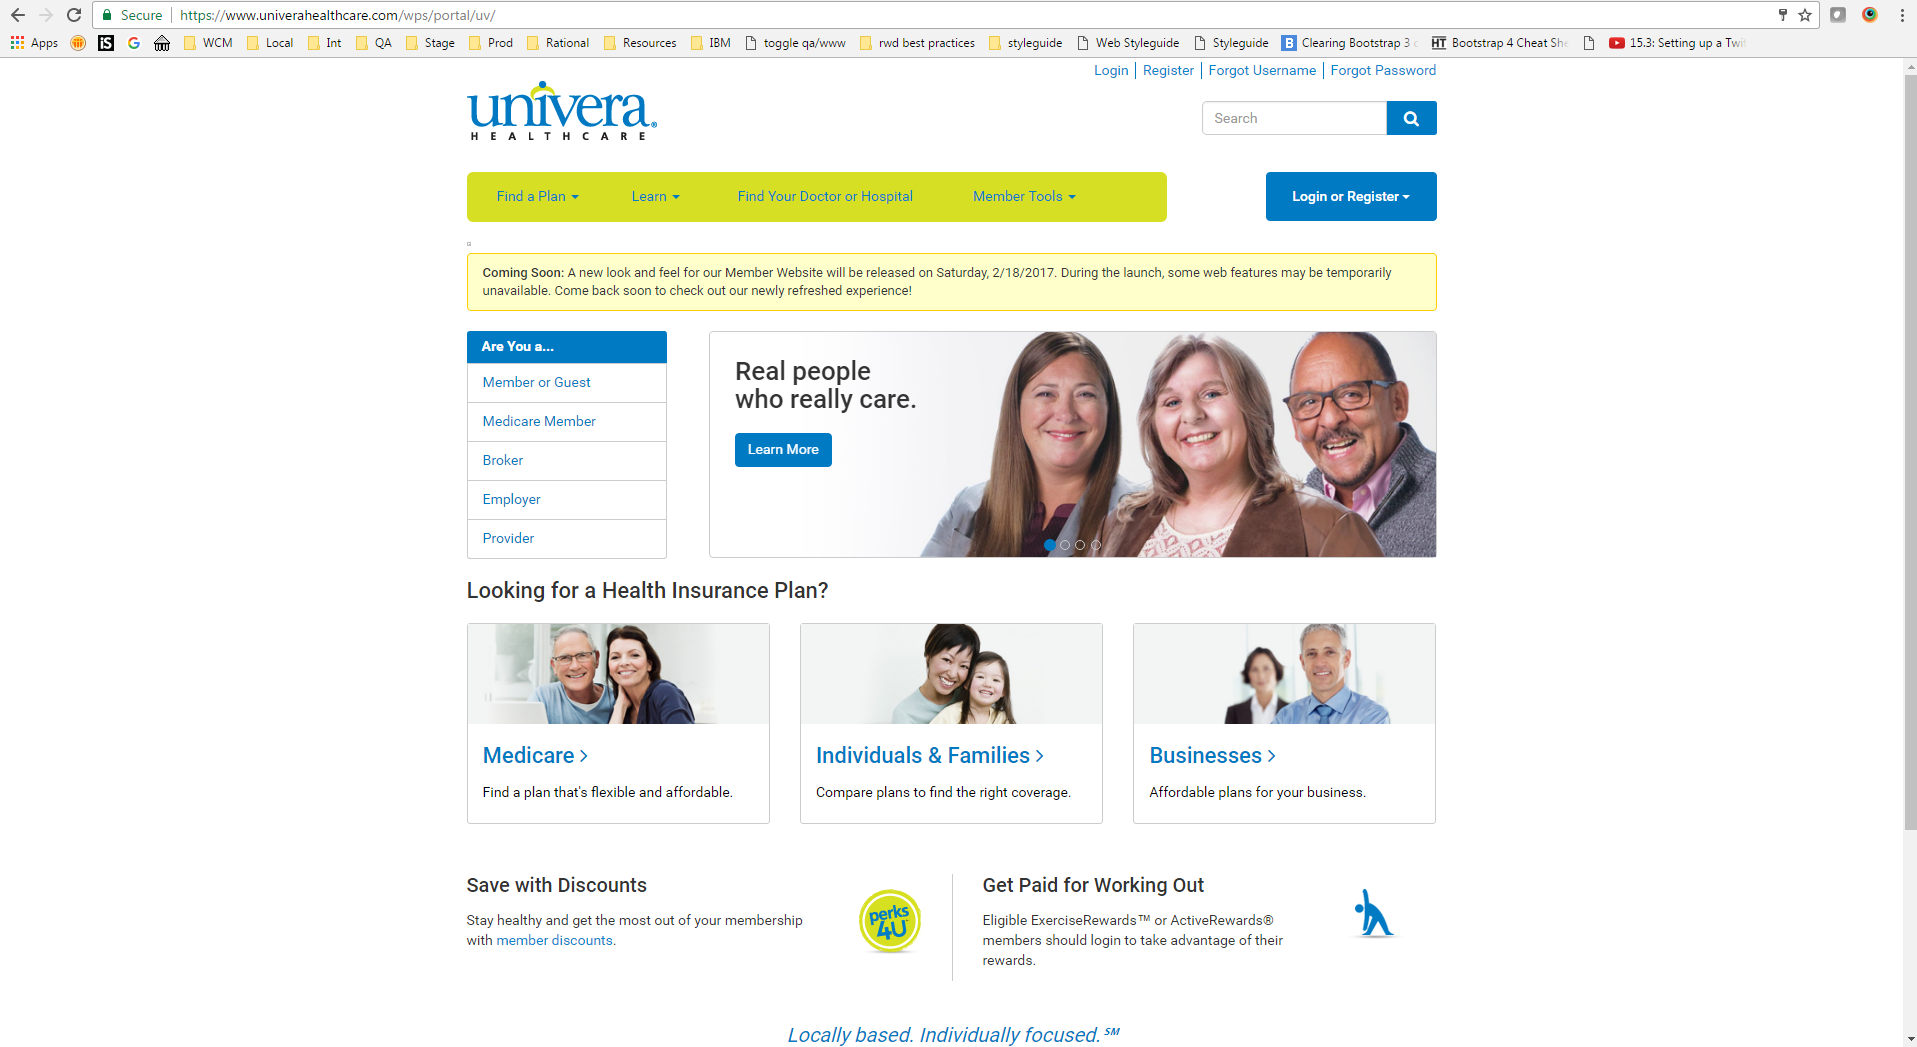 Secure https://www.univerahealthcare.com/wps/portal/uv/
Apps iS G WCM Local Int QA Stage Prod Rational Resources IBM toggle qa/www rwd best practices styleguide Web Styleguide Styleguide B Clearing Bootstrap 3 HT Bootstrap 4 Cheat She 15.3: Setting up a Twi
Login Register Forgot Username Forgot Password
univera®
HEALTHCARE
Search
Find a Plan Learn Find Your Doctor or Hospital Member Tools Login or Register
Coming Soon: A new look and feel for our Member Website will be released on Saturday, 2/18/2017. During the launch, some web features may be temporarily
unavailable. Come back soon to check out our newly refreshed experience!
Are You a...
Member or Guest
Medicare Member
Broker
Employer
Provider
Real people
who really care.
Learn More
Looking for a Health Insurance Plan?
Medicare >
Find a plan that's flexible and affordable.
Individuals & Families >
Compare plans to find the right coverage.
Businesses >
Affordable plans for your business.
Save with Discounts
Stay healthy and get the most out of your membership
with member discounts.
perks
4U
Get Paid for Working Out
Eligible ExerciseRewards™ or ActiveRewards®
members should login to take advantage of their
rewards.
Locally based. Individually focused.℠